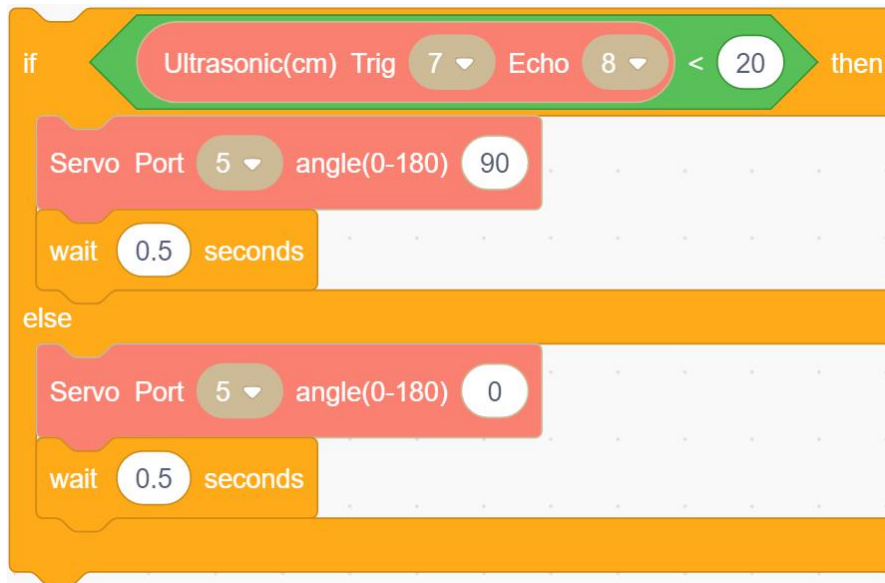 if Ultrasonic(cm) Trig 7 Echo 8 < 20 then
Servo Port 5 angle(0-180) 90
wait 0.5 seconds
else
Servo Port 5 angle(0-180) 0
wait 0.5 seconds